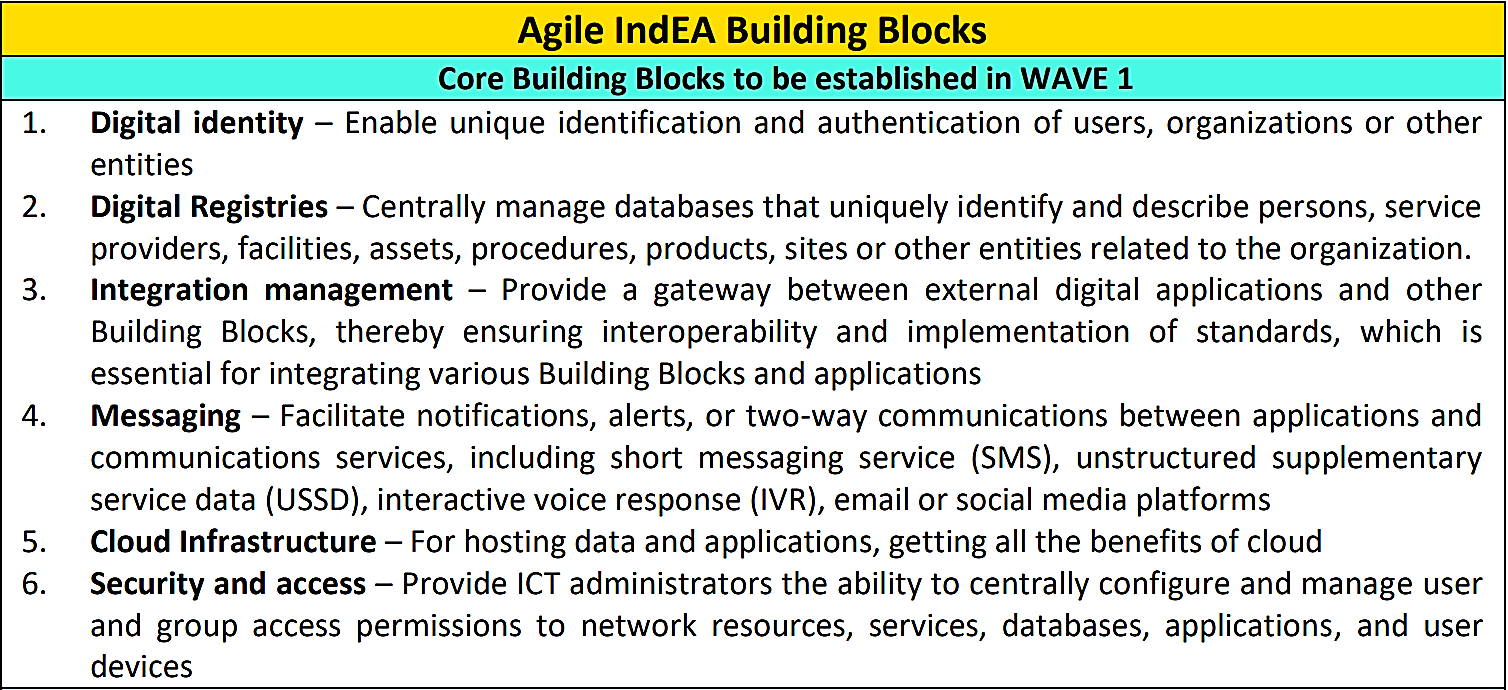 Agile IndEA Building Blocks
Core Building Blocks to be established in WAVE 1
1. Digital identity – Enable unique identification and authentication of users, organizations or other
entities
2. Digital Registries – Centrally manage databases that uniquely identify and describe persons, service
providers, facilities, assets, procedures, products, sites or other entities related to the organization.
3. Integration management – Provide a gateway between external digital applications and other
Building Blocks, thereby ensuring interoperability and implementation of standards, which is
essential for integrating various Building Blocks and applications
4. Messaging – Facilitate notifications, alerts, or two-way communications between applications and
communications services, including short messaging service (SMS), unstructured supplementary
service data (USSD), interactive voice response (IVR), email or social media platforms
5. Cloud Infrastructure – For hosting data and applications, getting all the benefits of cloud
6. Security and access – Provide ICT administrators the ability to centrally configure and manage user
and group access permissions to network resources, services, databases, applications, and user
devices